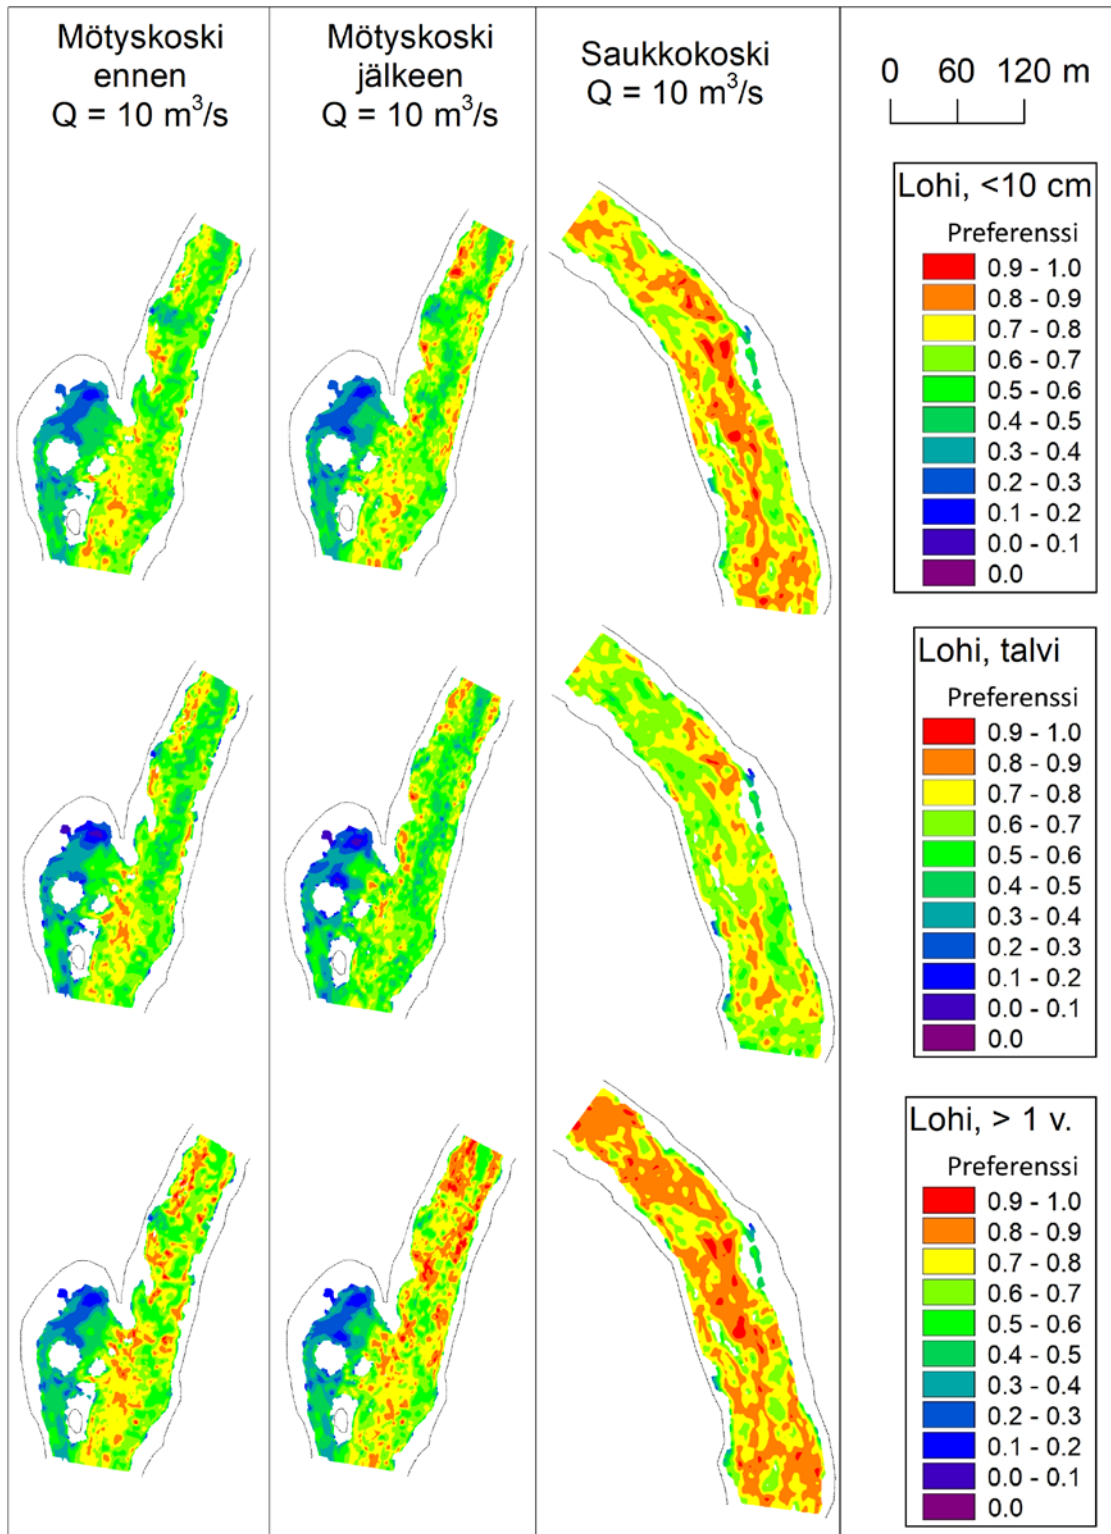 Mötyskoski
ennen
Q = 10 m³/s
Mötyskoski
jälkeen
Q = 10 m³/s
Saukkokoski
Q = 10 m³/s
0 60 120 m
Lohi, <10 cm
Preferenssi
0.9 - 1.0
0.8 - 0.9
0.7 - 0.8
0.6 - 0.7
0.5 - 0.6
0.4 - 0.5
0.3 - 0.4
0.2 - 0.3
0.1 - 0.2
0.0 - 0.1
0.0
Lohi, talvi
Preferenssi
0.9 - 1.0
0.8 - 0.9
0.7 - 0.8
0.6 - 0.7
0.5 - 0.6
0.4 - 0.5
0.3 - 0.4
0.2 - 0.3
0.1 - 0.2
0.0 - 0.1
0.0
Lohi, > 1 v.
Preferenssi
0.9 - 1.0
0.8 - 0.9
0.7 - 0.8
0.6 - 0.7
0.5 - 0.6
0.4 - 0.5
0.3 - 0.4
0.2 - 0.3
0.1 - 0.2
0.0 - 0.1
0.0